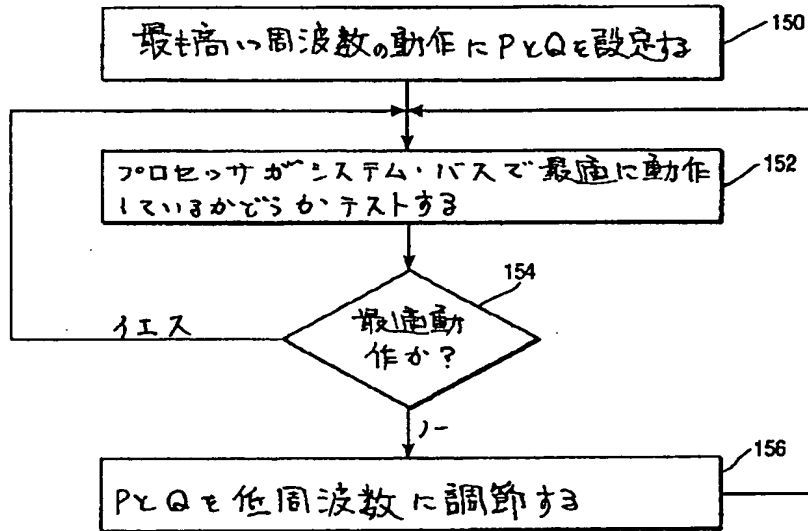 最も高い周波数の動作にPとQを設定する
150
プロセッサがシステム・バスで最適に動作
しているかどうかテストする
152
154
最適動
作か?
イエス
ノー
156
PとQを低周波数に調節する